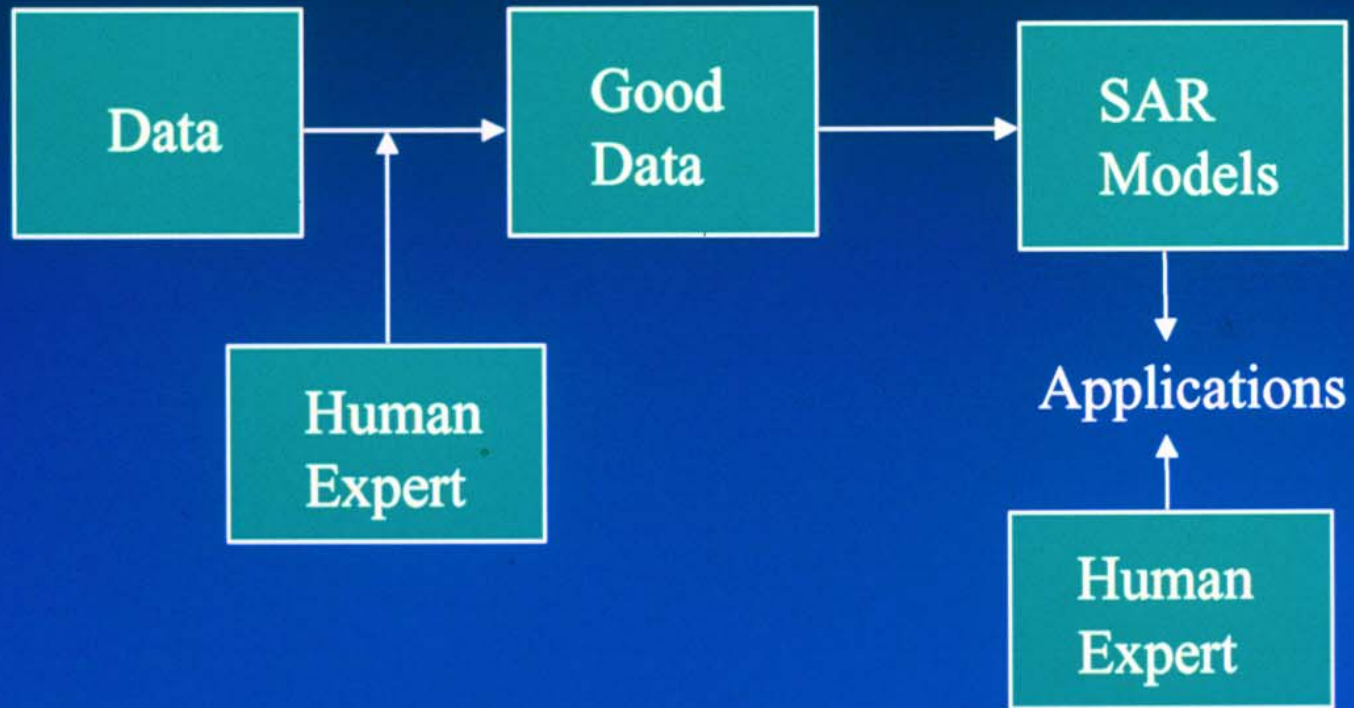 Data
Good
Data
SAR
Models
Human
Expert
Applications
Human
Expert